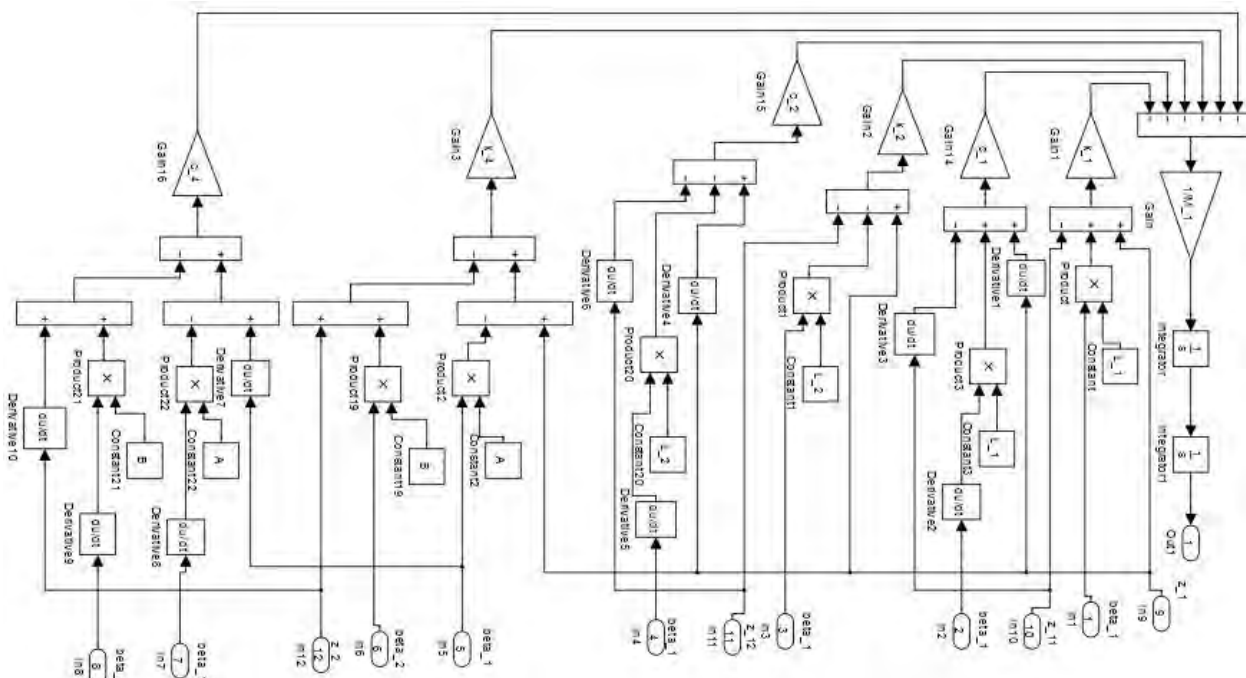 1/M_1
Gain
1
s
Integrator
1
s
Integrator1
1
Out1
z_1
9
In9
k_1
Gain1
×
Product
L_1
Constant
beta_1
1
In1
z_11
10
In10
c_1
Gain14
du/dt
Derivative1
×
Product3
L_1
Constant3
du/dt
Derivative2
beta_1
2
In2
du/dt
Derivative3
k_2
Gain2
×
Product1
L_2
Constant1
beta_1
3
In3
z_12
11
In11
c_2
Gain15
du/dt
Derivative4
×
Product20
L_2
Constant20
du/dt
Derivative5
beta_1
4
In4
du/dt
Derivative6
k_4
Gain3
×
Product2
A
Constant2
beta_1
5
In5
×
Product19
B
Constant19
beta_2
6
In6
z_2
12
In12
c_4
Gain16
du/dt
Derivative7
×
Product22
A
Constant22
du/dt
Derivative8
7
In7
×
Product21
B
Constant21
du/dt
Derivative9
8
In8
du/dt
Derivative10